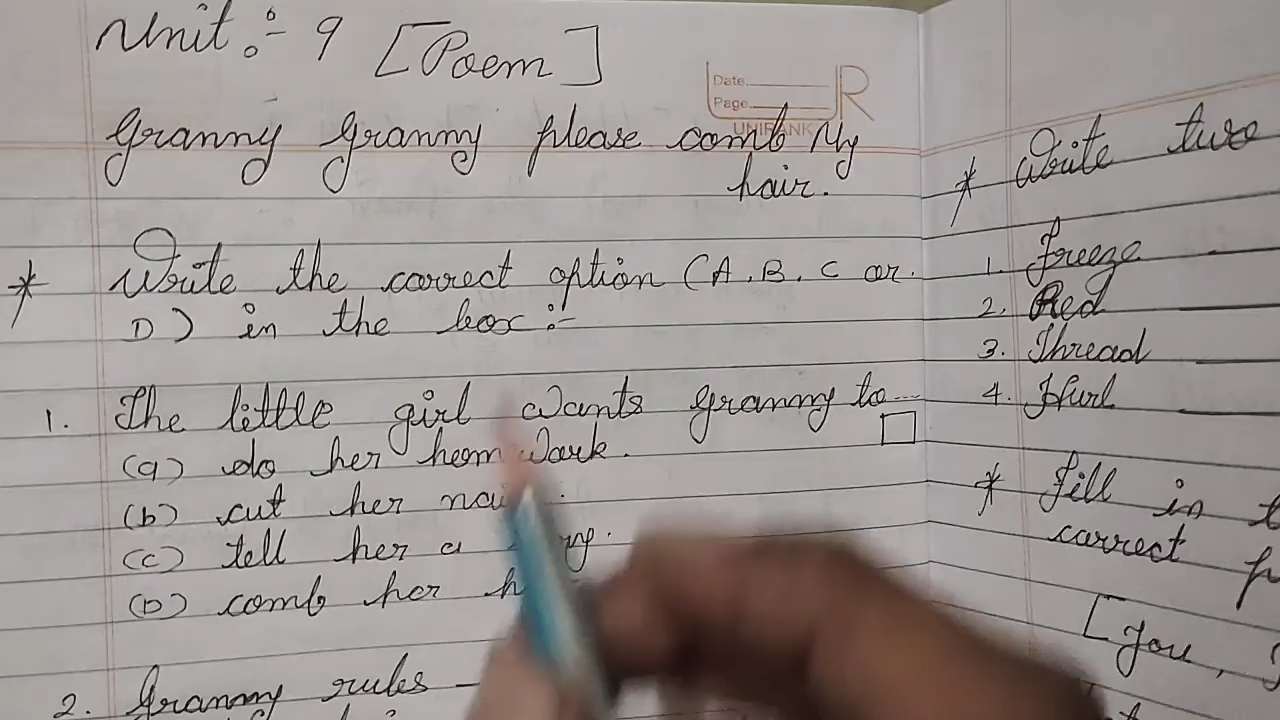 Unit :- 9 [Poem]
Date
Page
UNIRANK
Granny Granny please comb My
hair.
* Write the correct option (A. B. C or.
D) in the box :-
1. The little girl wants Granny to...
(a) do her homework.
(b) cut her
(c) tell her a
(D) comb her
2. Granny rules -
* Write two
1. Freeze
2. Red
3. Thread
4. Hurl
* Fill in
correct
[you,